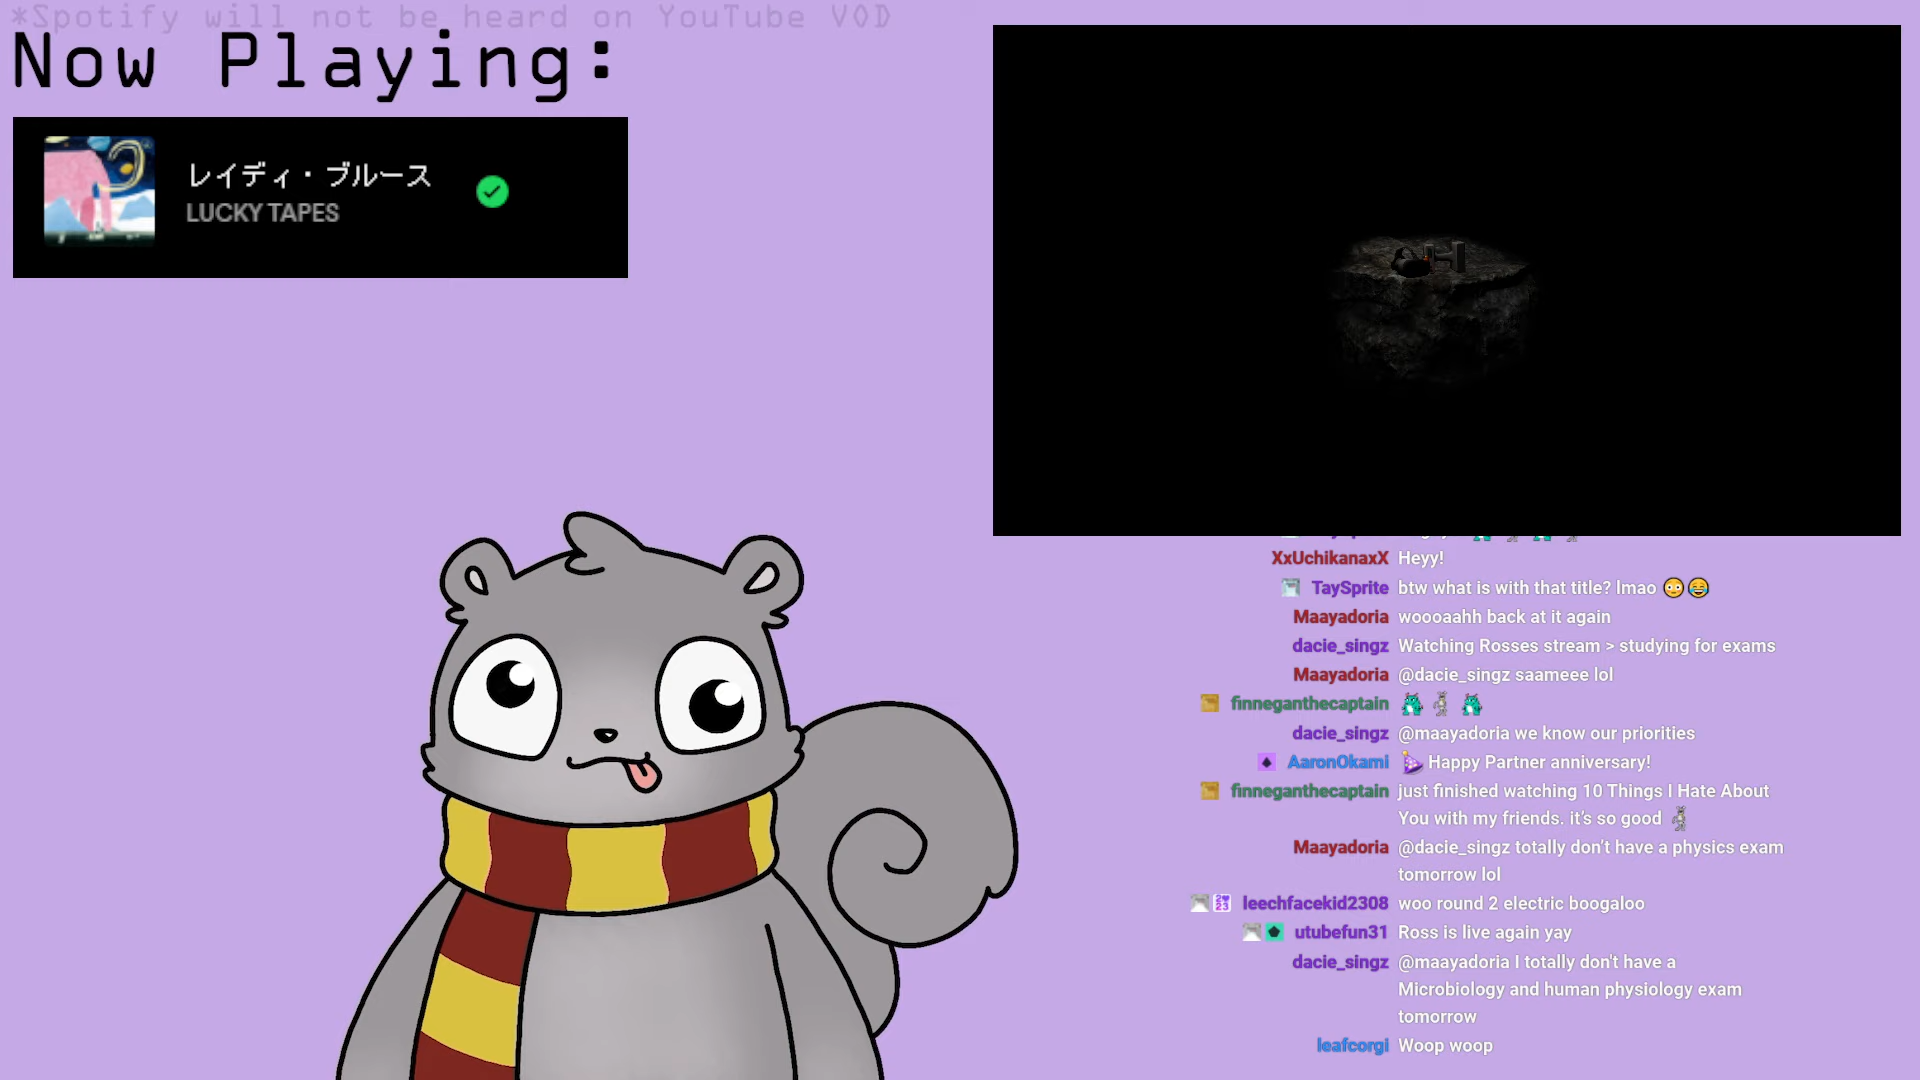 *Spotify will not be heard on YouTube VOD
Now Playing:
レイディ・ブルース
LUCKY TAPES
XxUchikanaxX Heyy!
TaySprite btw what is with that title? lmao 😳😂
Maayadoria woooaahh back at it again
dacie_singz Watching Rosses stream > studying for exams
Maayadoria @dacie_singz saameee lol
finneganthecaptain
dacie_singz @maayadoria we know our priorities
AaronOkami Happy Partner anniversary!
finneganthecaptain just finished watching 10 Things I Hate About
You with my friends. it's so good
Maayadoria @dacie_singz totally don't have a physics exam
tomorrow lol
leechfacekid2308 woo round 2 electric boogaloo
utubefun31 Ross is live again yay
dacie_singz @maayadoria I totally don't have a
Microbiology and human physiology exam
tomorrow
leafcorgi Woop woop